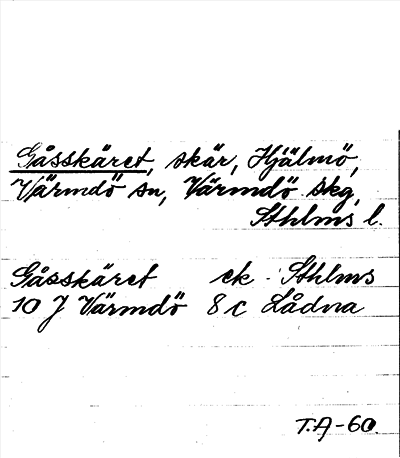 Gåsskäret, skär, Hjälmö,
Värmdö sn, Värmdö skg,
Sthlms l.
Gåsskäret ek. Sthlms
10 J Värmdö 8 c Lådna
T.A-60.